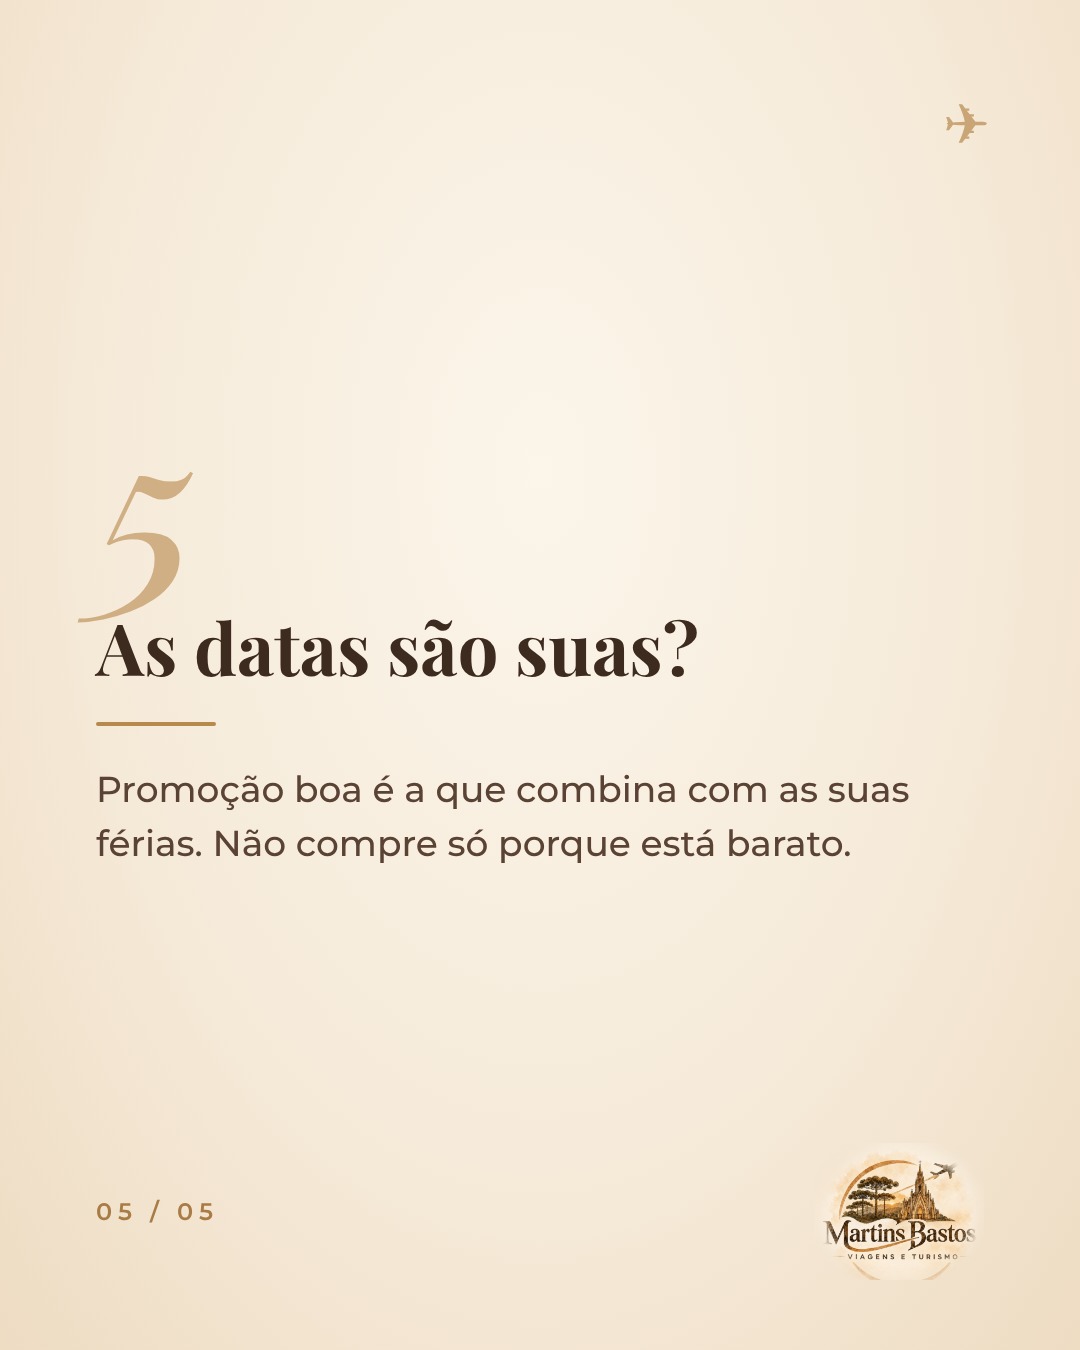 5
As datas são suas?
Promoção boa é a que combina com as suas
férias. Não compre só porque está barato.
05 / 05
Martins Bastos
VIAGENS E TURISMO